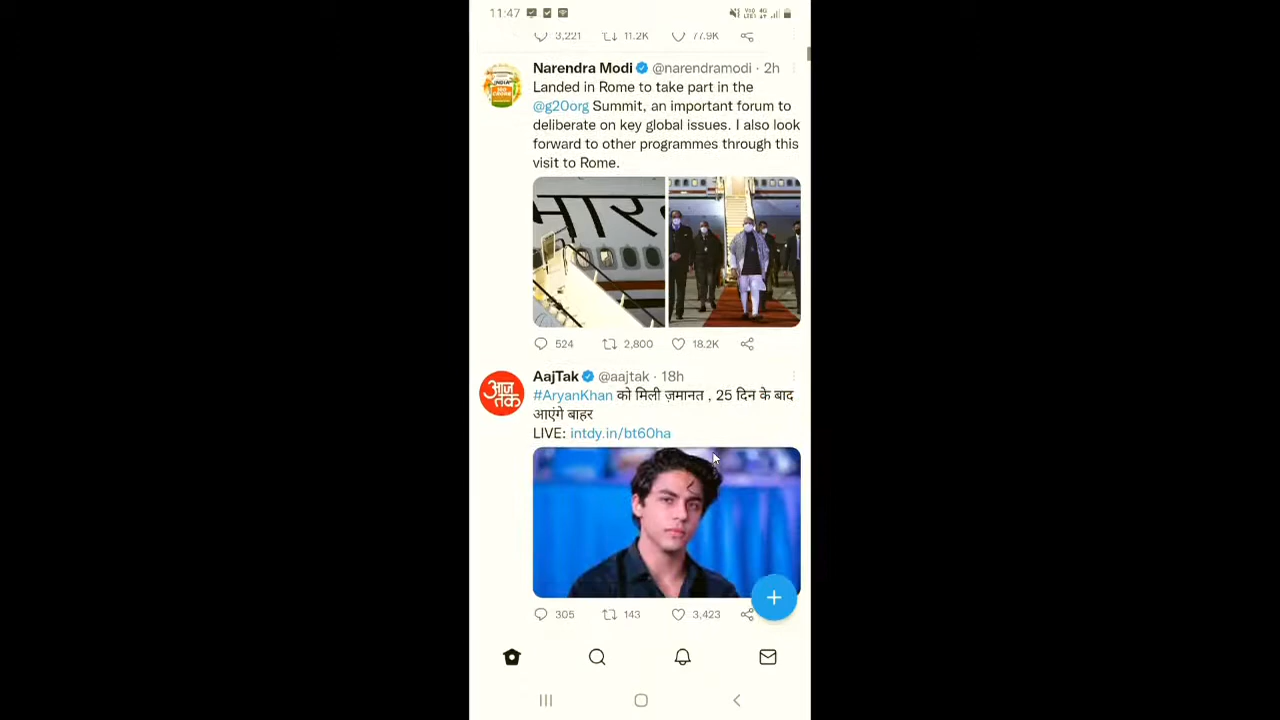 11:47
3,221 11.2K 77.9K
Narendra Modi @narendramodi · 2h
Landed in Rome to take part in the
@g20org Summit, an important forum to
deliberate on key global issues. I also look
forward to other programmes through this
visit to Rome.
भार
524 2,800 18.2K
आज तक
AajTak @aajtak · 18h
#AryanKhan को मिली ज़मानत , 25 दिन के बाद
आएंगे बाहर
LIVE: intdy.in/bt60ha
305 143 3,423